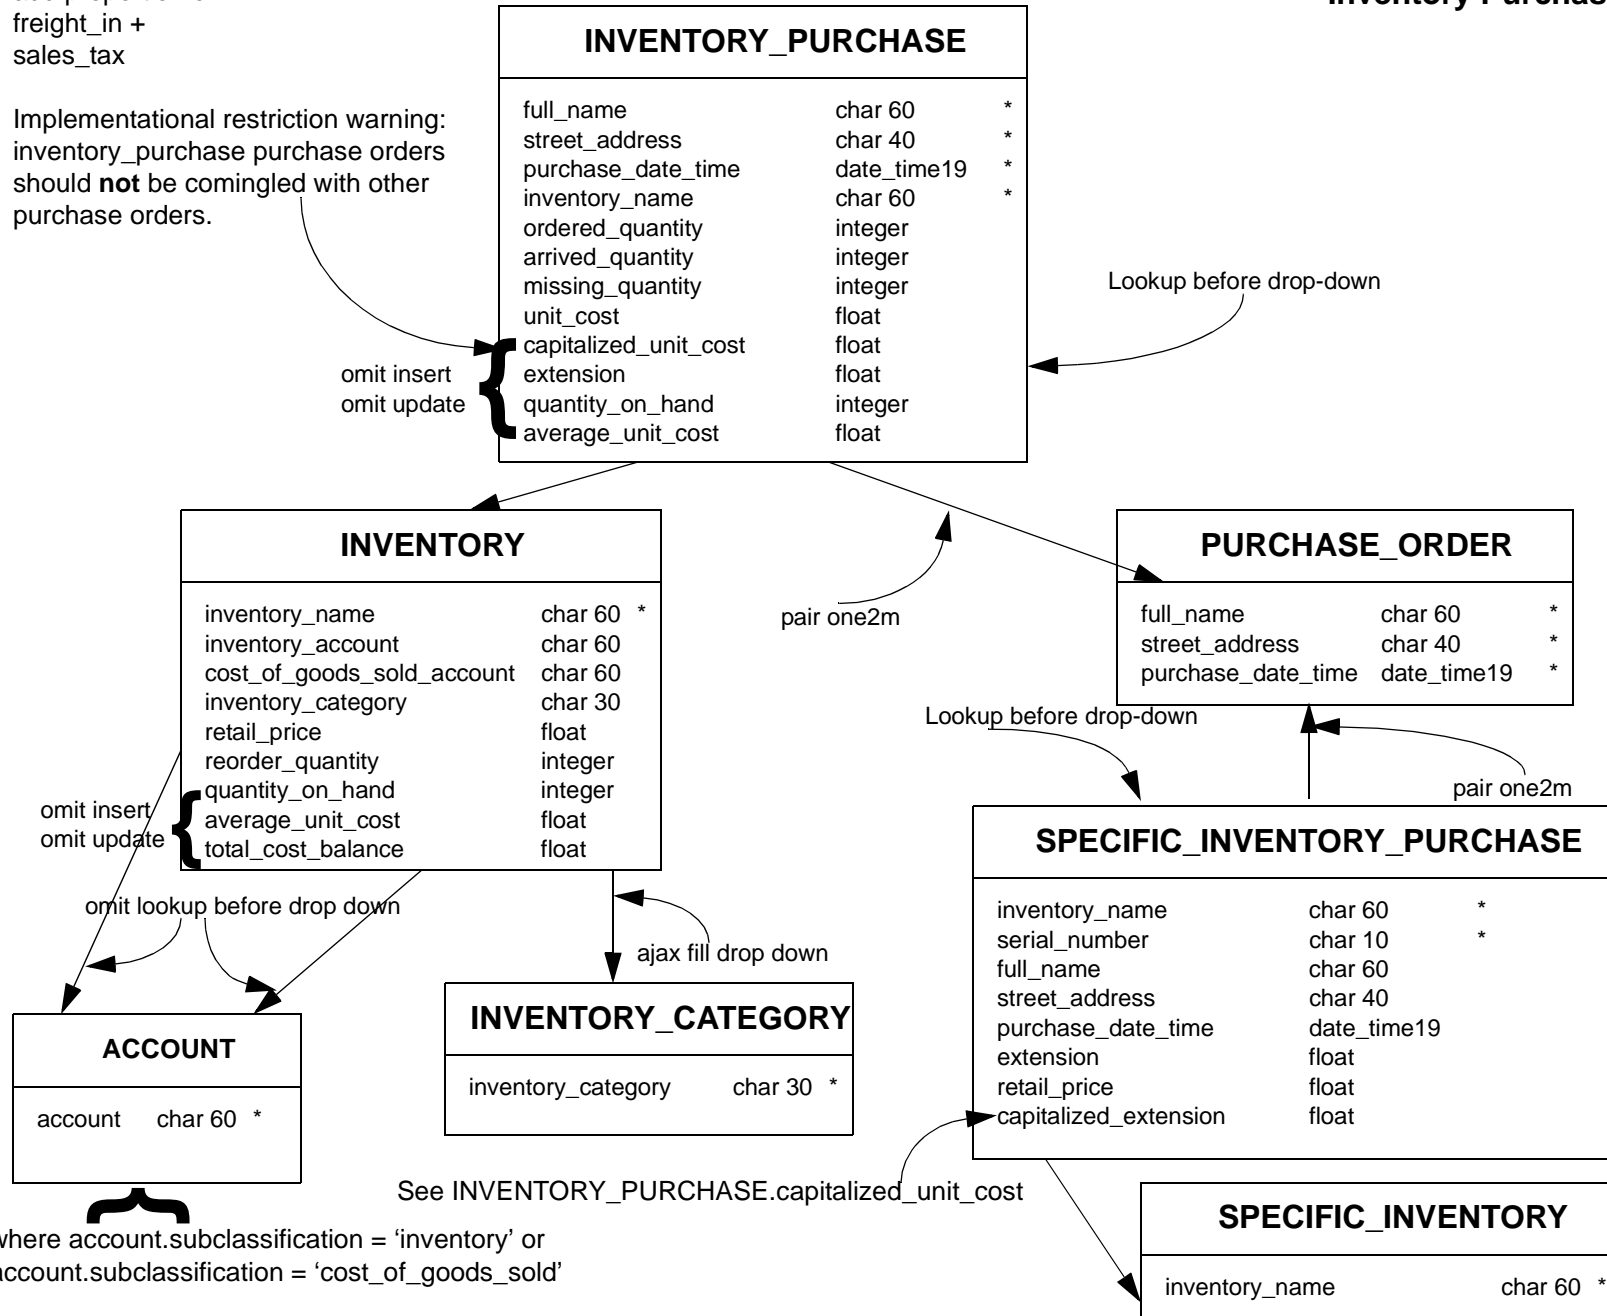 freight_in +
sales_tax
Implementational restriction warning:
inventory_purchase purchase orders
should not be comingled with other
purchase orders.
INVENTORY_PURCHASE
full_name char 60 *
street_address char 40 *
purchase_date_time date_time19 *
inventory_name char 60 *
ordered_quantity integer
arrived_quantity integer
missing_quantity integer
unit_cost float
capitalized_unit_cost float
extension float
quantity_on_hand integer
average_unit_cost float
omit insert
omit update
Lookup before drop-down
INVENTORY
inventory_name char 60 *
inventory_account char 60
cost_of_goods_sold_account char 60
inventory_category char 30
retail_price float
reorder_quantity integer
quantity_on_hand integer
average_unit_cost float
total_cost_balance float
omit insert
omit update
pair one2m
PURCHASE_ORDER
full_name char 60 *
street_address char 40 *
purchase_date_time date_time19 *
Lookup before drop-down
pair one2m
omit lookup before drop down
ajax fill drop down
SPECIFIC_INVENTORY_PURCHASE
inventory_name char 60 *
serial_number char 10 *
full_name char 60
street_address char 40
purchase_date_time date_time19
extension float
retail_price float
capitalized_extension float
ACCOUNT
account char 60 *
INVENTORY_CATEGORY
inventory_category char 30 *
See INVENTORY_PURCHASE.capitalized_unit_cost
where account.subclassification = ‘inventory’ or
account.subclassification = ‘cost_of_goods_sold’
SPECIFIC_INVENTORY
inventory_name char 60 *